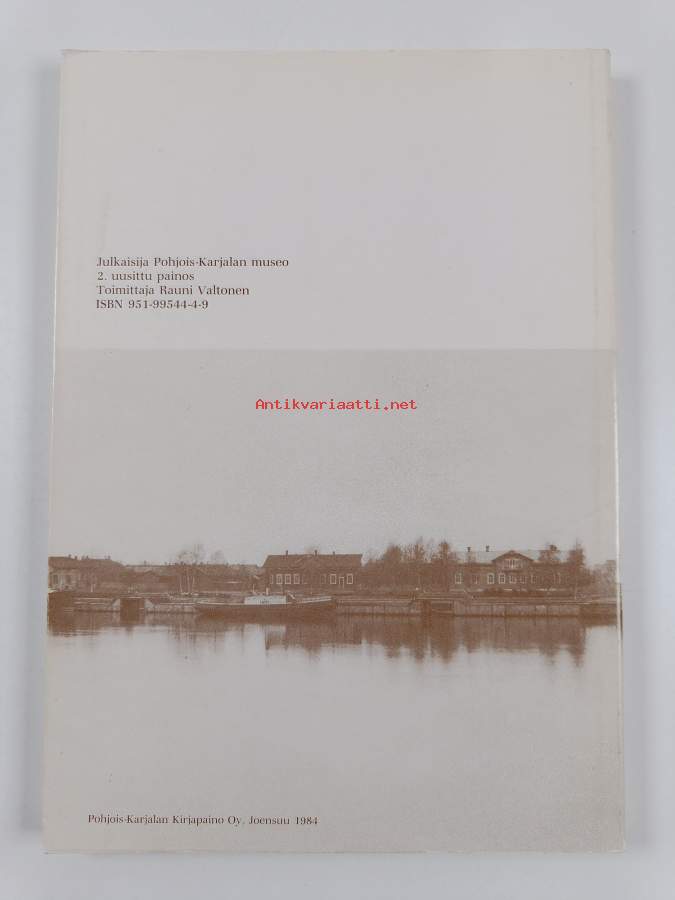 Julkaisija Pohjois-Karjalan museo
2. uusittu painos
Toimittaja Rauni Valtonen
ISBN 951-99544-4-9
Antikvariaatti.net
Pohjois-Karjalan Kirjapaino Oy, Joensuu 1984